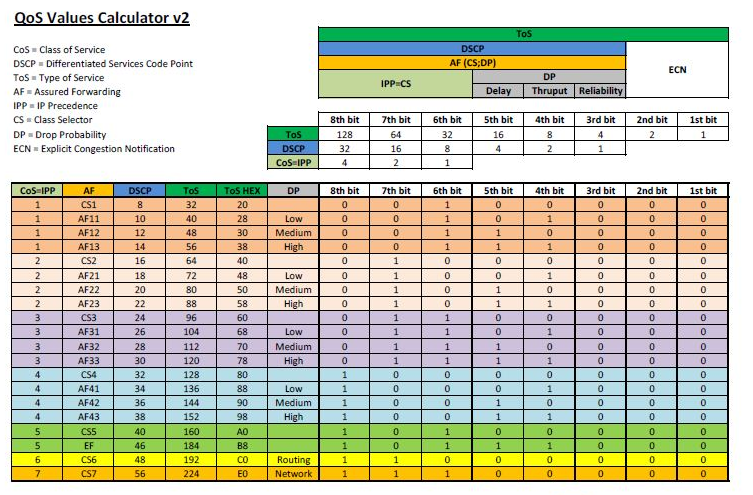 QoS Values Calculator v2
ToS
CoS = Class of Service
DSCP
DSCP = Differentiated Services Code Point
AF (CS;DP)
ECN
ToS = Type of Service
IPP=CS
DP
AF = Assured Forwarding
Delay Thruput Reliability
IPP = IP Precedence
CS = Class Selector
8th bit 7th bit 6th bit 5th bit 4th bit 3rd bit 2nd bit 1st bit
DP = Drop Probability
ToS 128 64 32 16 8 4 2 1
ECN = Explicit Congestion Notification
DSCP 32 16 8 4 2 1
CoS=IPP 4 2 1
CoS=IPP AF DSCP ToS ToS HEX DP 8th bit 7th bit 6th bit 5th bit 4th bit 3rd bit 2nd bit 1st bit
1 CS1 8 32 20 0 0 1 0 0 0 0 0
1 AF11 10 40 28 Low 0 0 1 0 1 0 0 0
1 AF12 12 48 30 Medium 0 0 1 1 0 0 0 0
1 AF13 14 56 38 High 0 0 1 1 1 0 0 0
2 CS2 16 64 40 0 1 0 0 0 0 0 0
2 AF21 18 72 48 Low 0 1 0 0 1 0 0 0
2 AF22 20 80 50 Medium 0 1 0 1 0 0 0 0
2 AF23 22 88 58 High 0 1 0 1 1 0 0 0
3 CS3 24 96 60 0 1 1 0 0 0 0 0
3 AF31 26 104 68 Low 0 1 1 0 1 0 0 0
3 AF32 28 112 70 Medium 0 1 1 1 0 0 0 0
3 AF33 30 120 78 High 0 1 1 1 1 0 0 0
4 CS4 32 128 80 1 0 0 0 0 0 0 0
4 AF41 34 136 88 Low 1 0 0 0 1 0 0 0
4 AF42 36 144 90 Medium 1 0 0 1 0 0 0 0
4 AF43 38 152 98 High 1 0 0 1 1 0 0 0
5 CS5 40 160 A0 1 0 1 0 0 0 0 0
5 EF 46 184 B8 1 0 1 1 1 0 0 0
6 CS6 48 192 C0 Routing 1 1 0 0 0 0 0 0
7 CS7 56 224 E0 Network 1 1 1 0 0 0 0 0